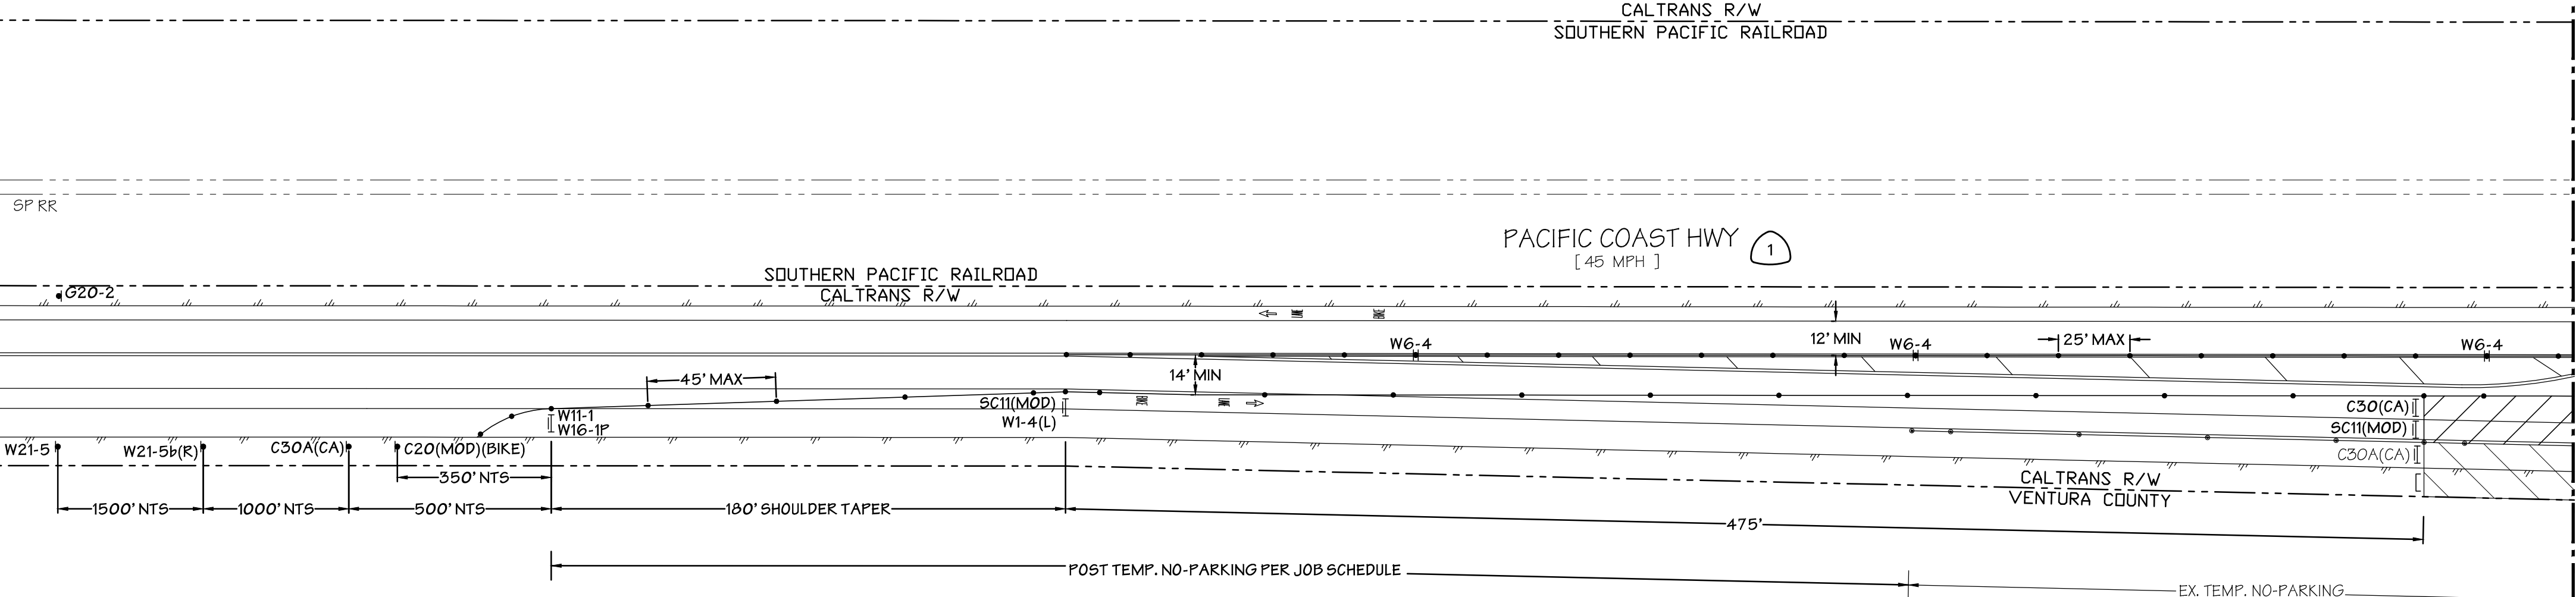 CALTRANS R/W
SOUTHERN PACIFIC RAILROAD
SP RR
PACIFIC COAST HWY 1
[45 MPH ]
SOUTHERN PACIFIC RAILROAD
CALTRANS R/W
G20-2
LANE BIKE
W6-4
12' MIN
W6-4
25' MAX
W6-4
14' MIN
45' MAX
BIKE LANE
SC11(MOD)
W1-4(L)
W11-1
W16-1P
C30(CA)
SC11(MOD)
C30A(CA)
W21-5
W21-5b(R)
C30A(CA)
C20(MOD)(BIKE)
350' NTS
CALTRANS R/W
VENTURA COUNTY
1500' NTS
1000' NTS
500' NTS
180' SHOULDER TAPER
475'
POST TEMP. NO-PARKING PER JOB SCHEDULE
EX. TEMP. NO-PARKING